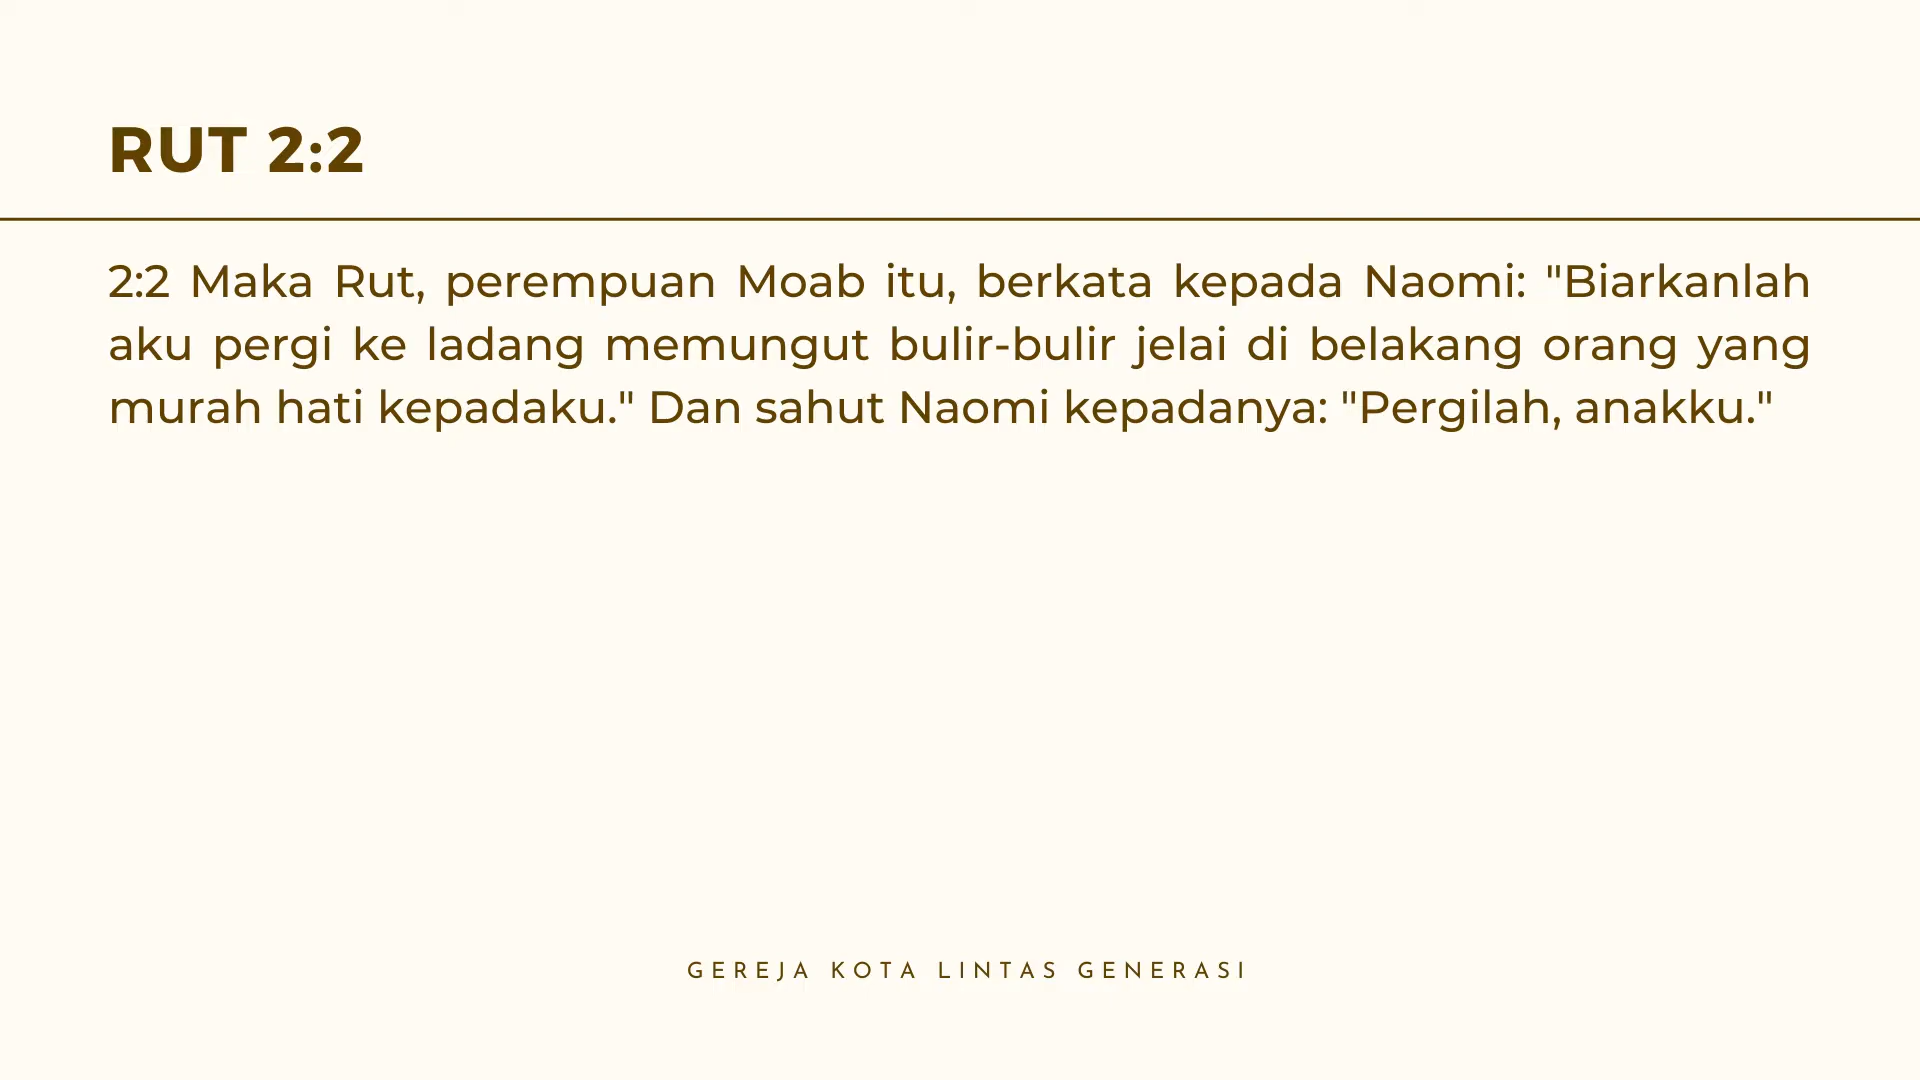 RUT 2:2
2:2 Maka Rut, perempuan Moab itu, berkata kepada Naomi: "Biarkanlah
aku pergi ke ladang memungut bulir-bulir jelai di belakang orang yang
murah hati kepadaku." Dan sahut Naomi kepadanya: "Pergilah, anakku."
GEREJA KOTA LINTAS GENERASI